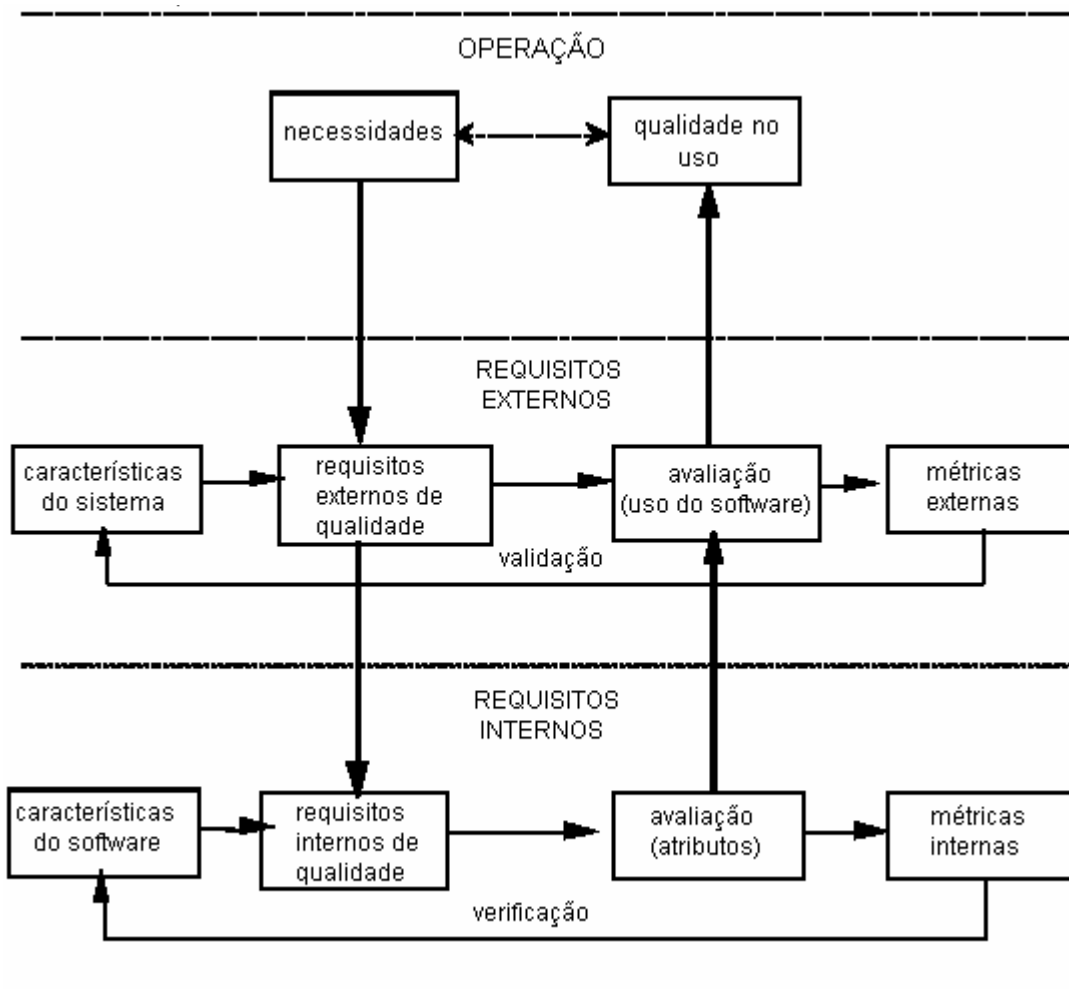 OPERAÇÃO
necessidades
qualidade no
uso
REQUISITOS
EXTERNOS
características
do sistema
requisitos
externos de
qualidade
avaliação
(uso do software)
métricas
externas
validação
REQUISITOS
INTERNOS
características
do software
requisitos
internos de
qualidade
avaliação
(atributos)
métricas
internas
verificação